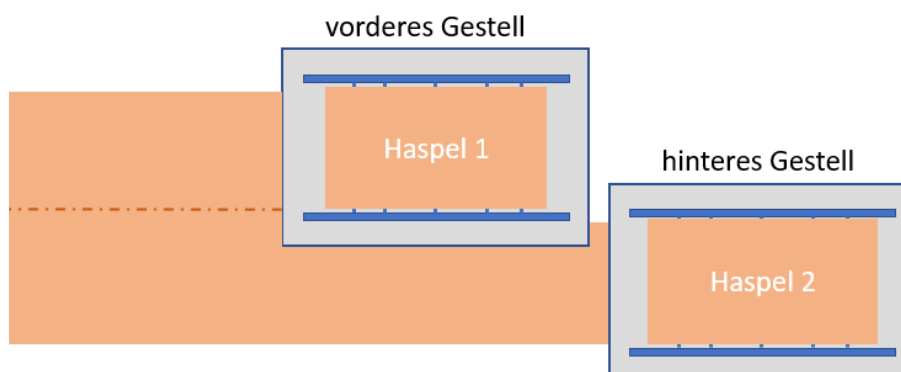 vorderes Gestell
Haspel 1
hinteres Gestell
Haspel 2